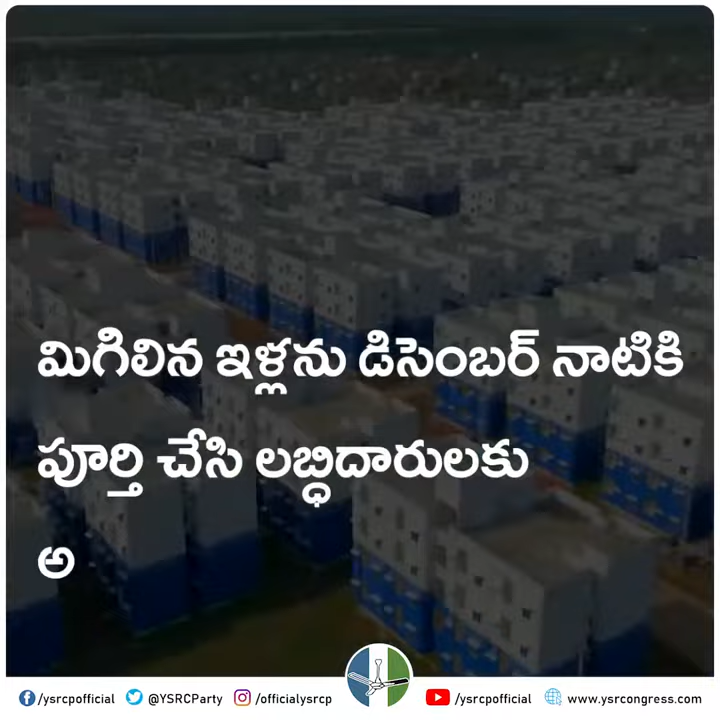 మిగిలిన ఇళ్లను డిసెంబర్ నాటికి
పూర్తి చేసి లబ్ధిదారులకు
అ
/ysrcpofficial @YSRCParty /officialysrcp /ysrcpofficial www.ysrcongress.com